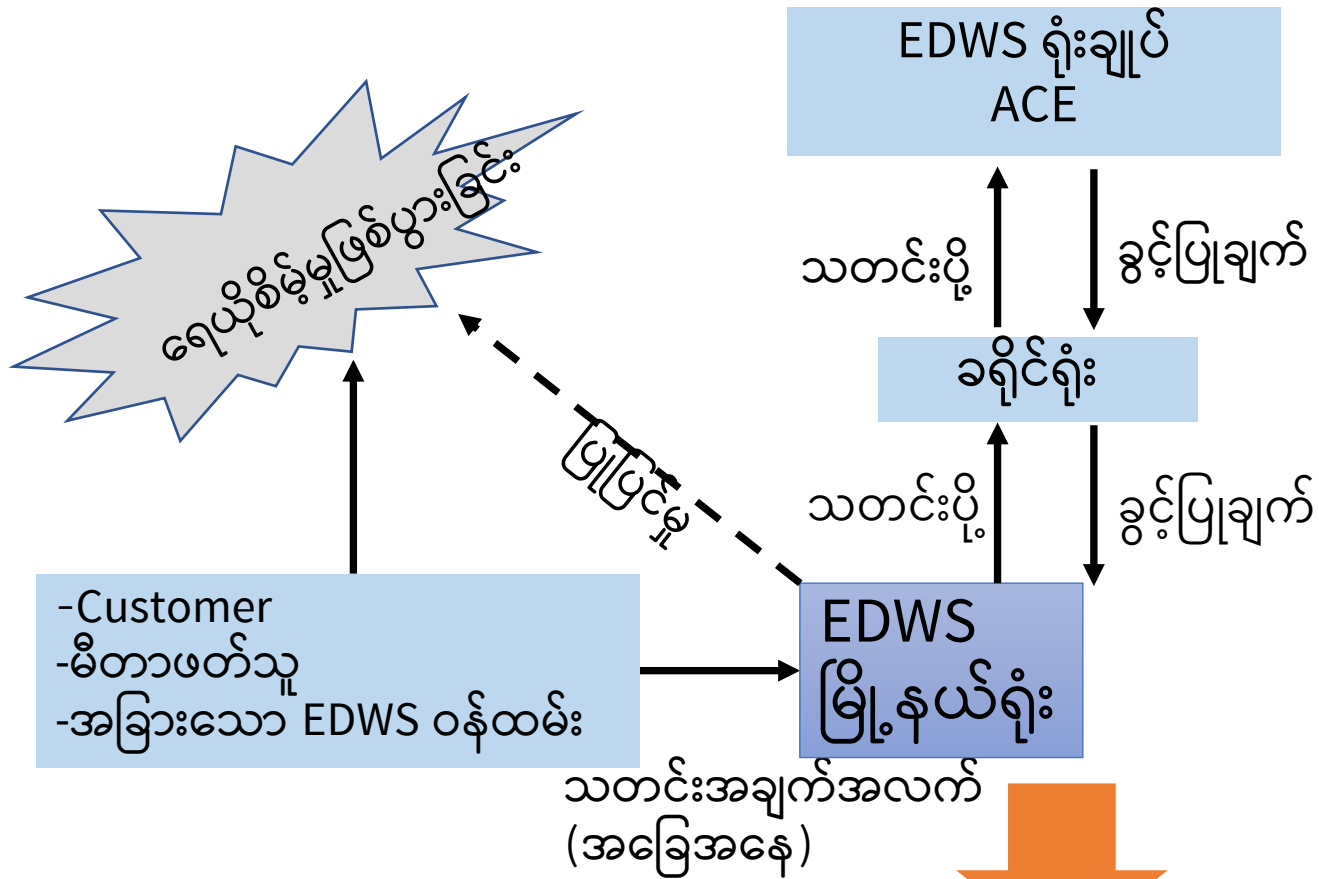 EDWS ရုံးချုပ်
ACE
ရေယိုစိမ့်မှုဖြစ်ပွားခြင်း
သတင်းပို့
ခွင့်ပြုချက်
ခရိုင်ရုံး
ပြုပြင်မှု
သတင်းပို့
ခွင့်ပြုချက်
-Customer
-မီတာဖတ်သူ
-အခြားသော EDWS ဝန်ထမ်း
EDWS
မြို့နယ်ရုံး
သတင်းအချက်အလက်
(အခြေအနေ)